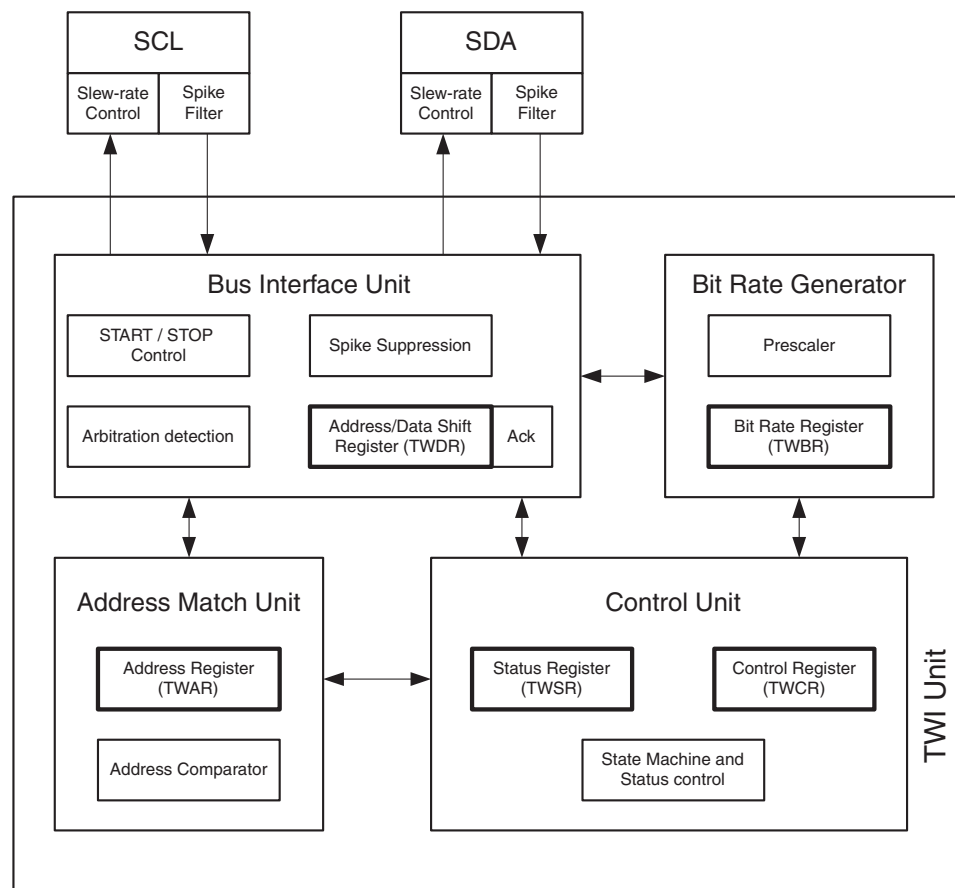 SCL
Slew-rate
Control
Spike
Filter
SDA
Slew-rate
Control
Spike
Filter
Bus Interface Unit
START / STOP
Control
Spike Suppression
Arbitration detection
Address/Data Shift
Register (TWDR)
Ack
Bit Rate Generator
Prescaler
Bit Rate Register
(TWBR)
Address Match Unit
Address Register
(TWAR)
Address Comparator
Control Unit
Status Register
(TWSR)
Control Register
(TWCR)
State Machine and
Status control
TWI Unit